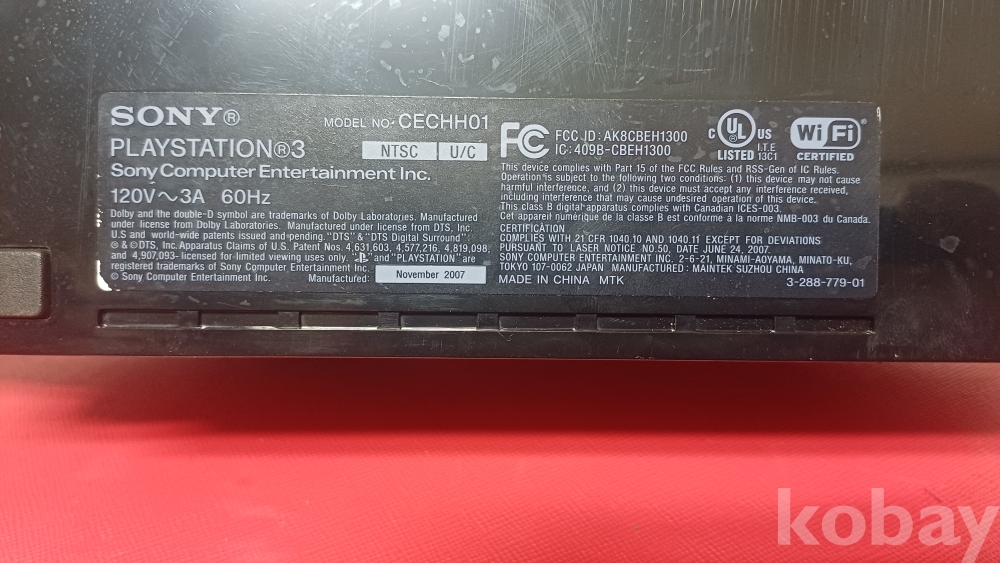 SONY®
MODEL NO. CECHH01
PLAYSTATION®3
NTSC U/C
Sony Computer Entertainment Inc.
120V~3A 60Hz
Dolby and the double-D symbol are trademarks of Dolby Laboratories. Manufactured
under license from Dolby Laboratories. Manufactured under license from DTS, Inc.
U.S and world-wide patents issued and pending. "DTS" & "DTS Digital Surround"
® & © DTS, Inc. Apparatus Claims of U.S. Patent Nos. 4,631,603, 4,577,216, 4,819,098,
and 4,907,093- licensed for limited viewing uses only. " " and "PLAYSTATION" are
registered trademarks of Sony Computer Entertainment Inc.
© Sony Computer Entertainment Inc. Manufactured: November 2007
FC FCC ID: AK8CBEH1300
IC: 409B-CBEH1300
C UL® US
LISTED I.T.E 13C1
Wi Fi®
CERTIFIED
This device complies with Part 15 of the FCC Rules and RSS-Gen of IC Rules.
Operation is subject to the following two conditions: (1) this device may not cause
harmful interference, and (2) this device must accept any interference received,
including interference that may cause undesired operation of this device.
This class B digital apparatus complies with Canadian ICES-003.
Cet appareil numérique de la classe B est conforme à la norme NMB-003 du Canada.
CERTIFICATION
COMPLIES WITH 21 CFR 1040.10 AND 1040.11 EXCEPT FOR DEVIATIONS
PURSUANT TO LASER NOTICE NO.50, DATE JUNE 24, 2007.
SONY COMPUTER ENTERTAINMENT INC. 2-6-21, MINAMI-AOYAMA, MINATO-KU,
TOKYO 107-0062 JAPAN MANUFACTURED : MAINTEK SUZHOU CHINA
MADE IN CHINA MTK 3-288-779-01
kobay